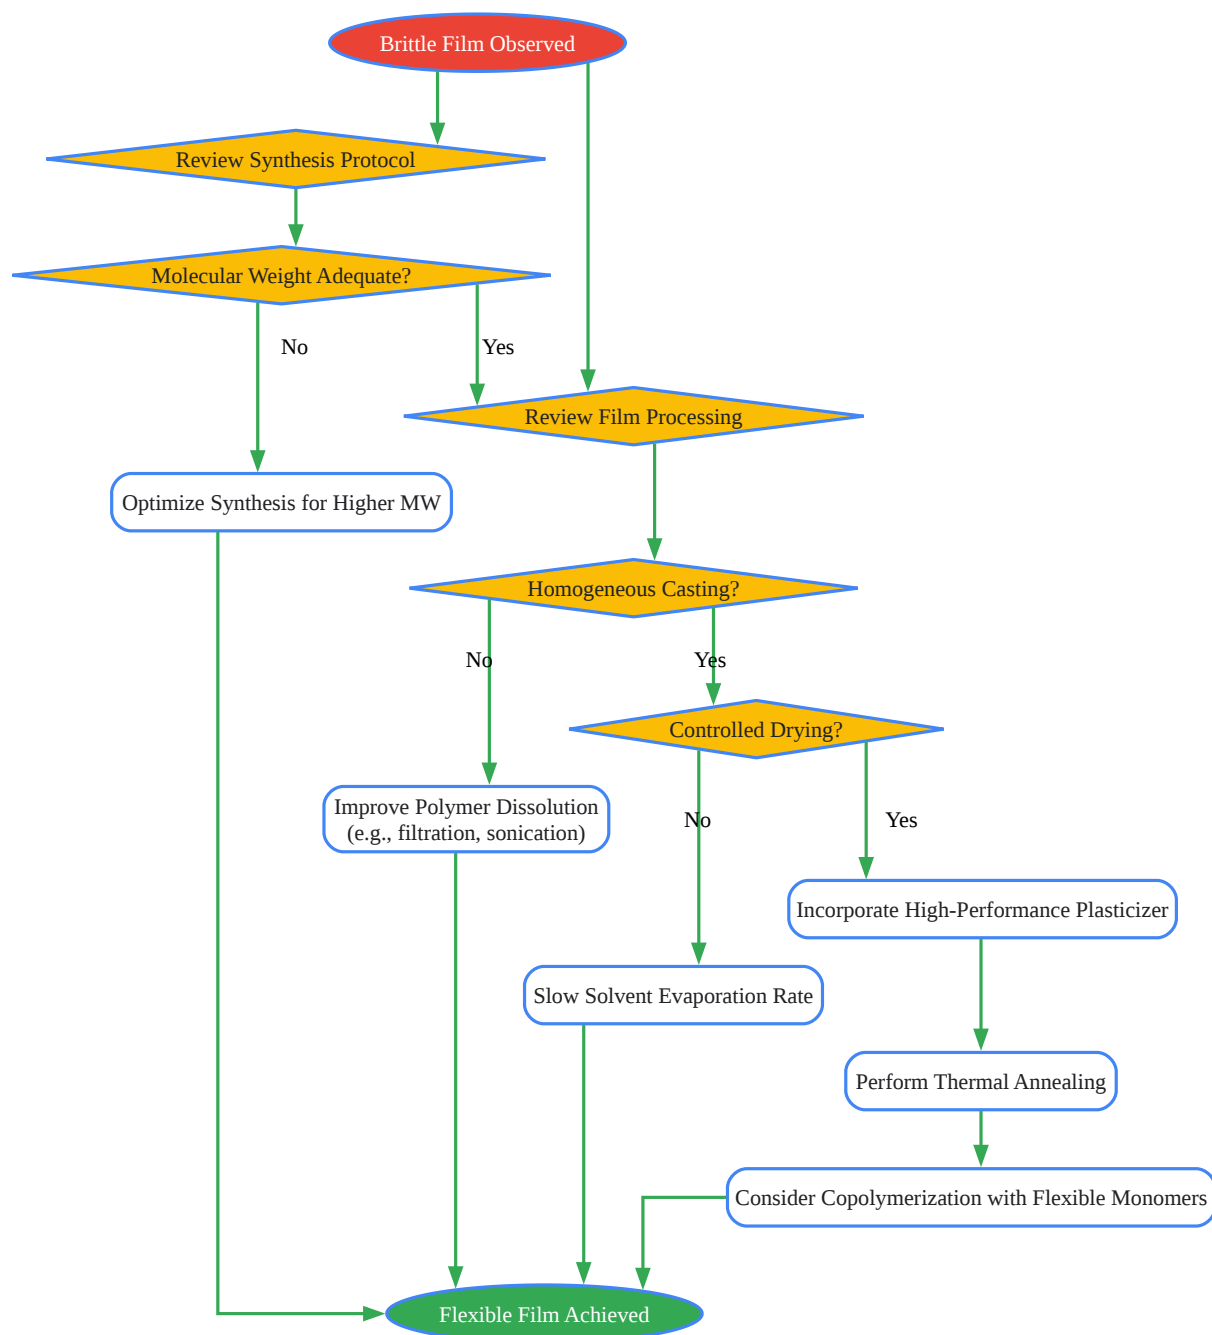 Brittle Film Observed
Review Synthesis Protocol
Molecular Weight Adequate?
No
Yes
Review Film Processing
Optimize Synthesis for Higher MW
Homogeneous Casting?
No
Yes
Controlled Drying?
Improve Polymer Dissolution
(e.g., filtration, sonication)
No
Yes
Incorporate High-Performance Plasticizer
Slow Solvent Evaporation Rate
Perform Thermal Annealing
Consider Copolymerization with Flexible Monomers
Flexible Film Achieved